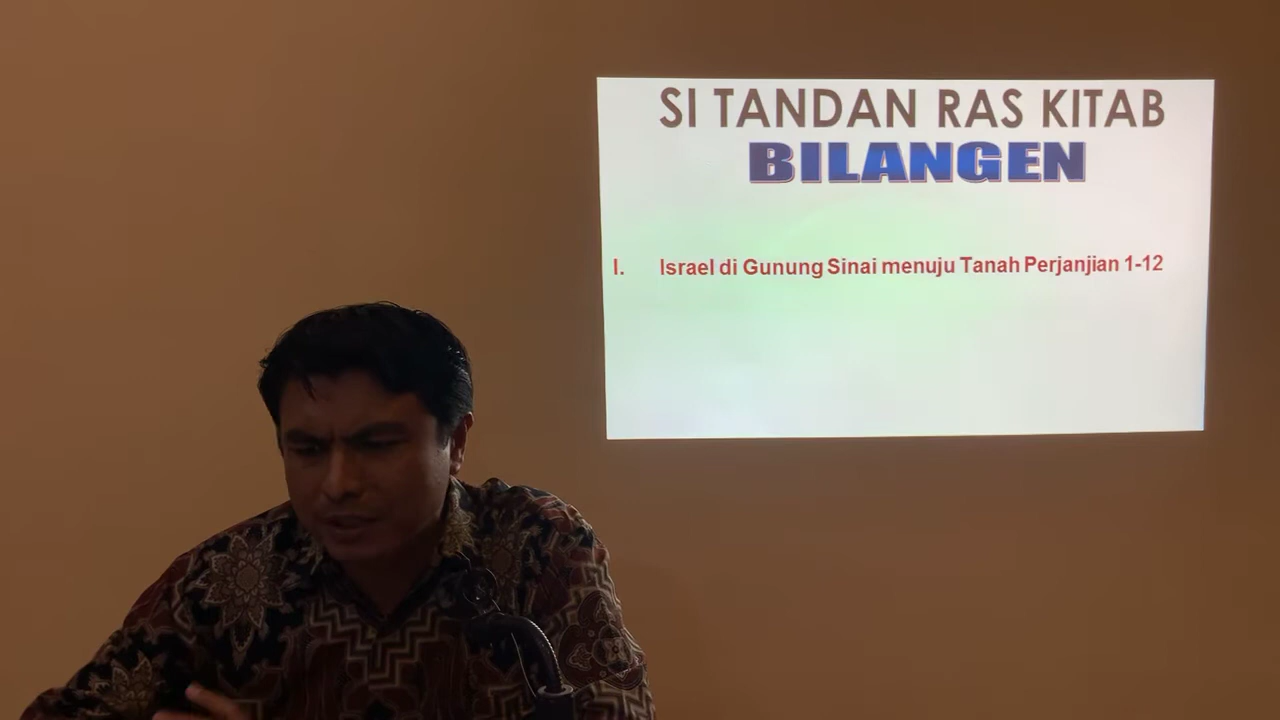 SI TANDAN RAS KITAB
BILANGEN
I. Israel di Gunung Sinai menuju Tanah Perjanjian 1-12